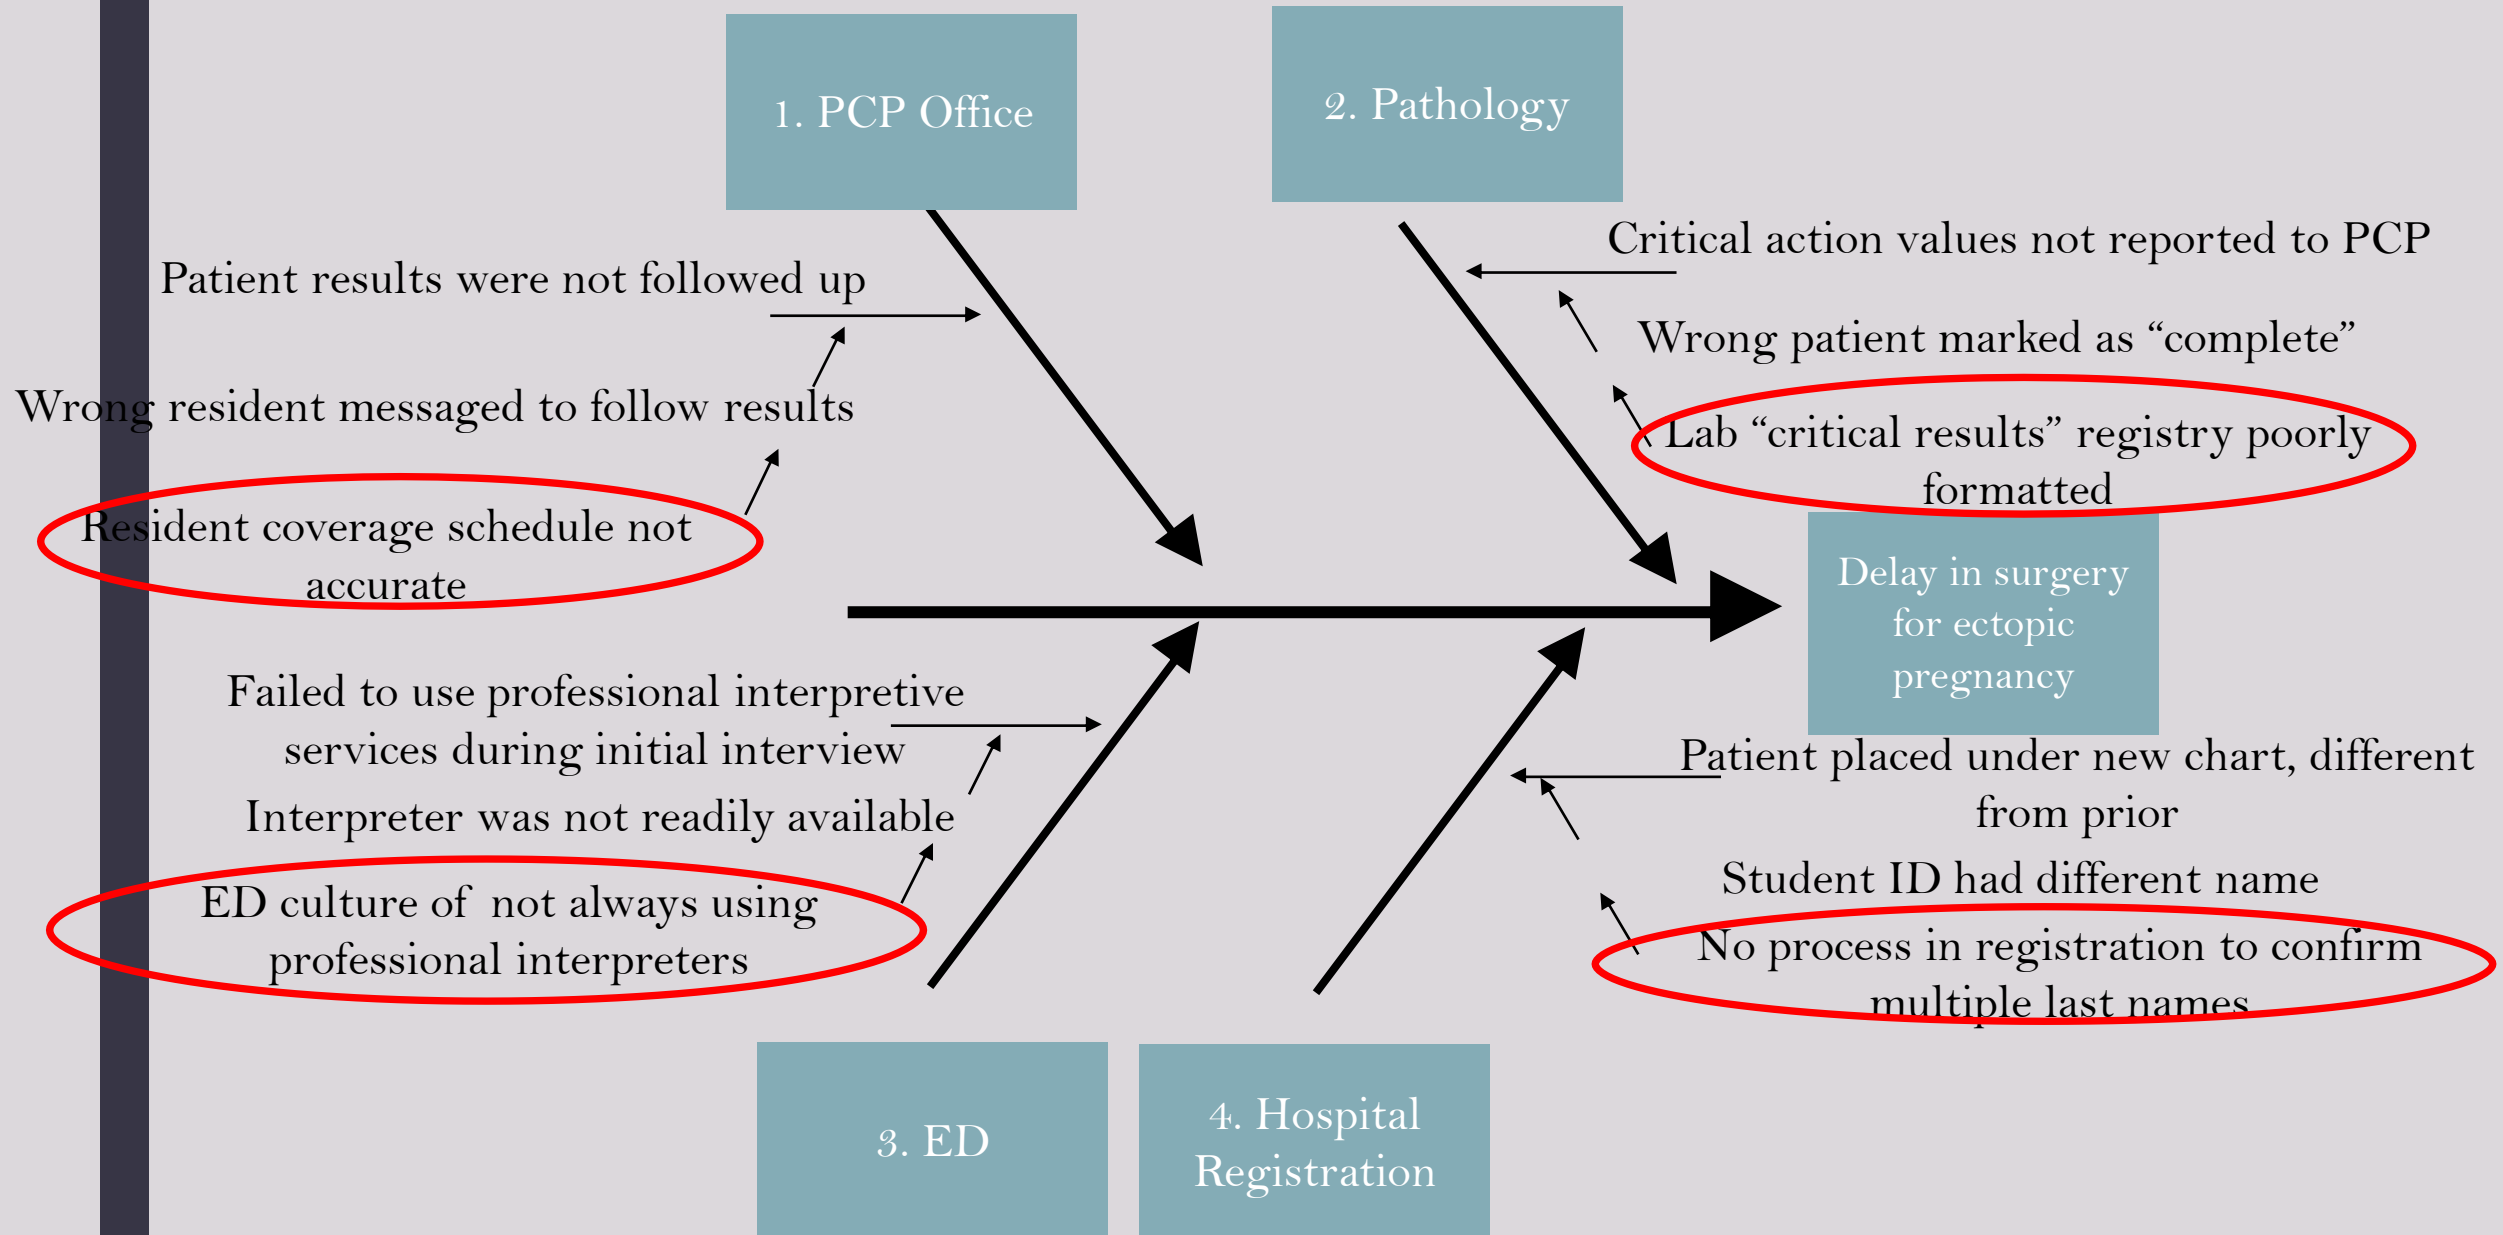 1. PCP Office
2. Pathology
Critical action values not reported to PCP
Patient results were not followed up
Wrong patient marked as “complete”
Wrong resident messaged to follow results
Lab “critical results” registry poorly
formatted
Resident coverage schedule not
accurate
Delay in surgery
for ectopic
pregnancy
Failed to use professional interpretive
services during initial interview
Patient placed under new chart, different
from prior
Interpreter was not readily available
Student ID had different name
ED culture of  not always using
professional interpreters
No process in registration to confirm
multiple last names
3. ED
4. Hospital
Registration